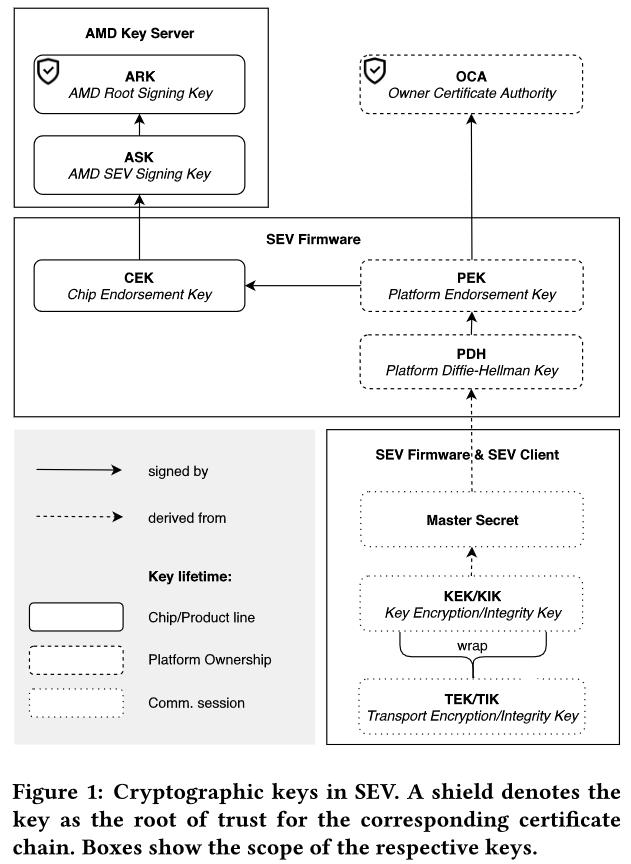 AMD Key Server
ARK
AMD Root Signing Key
OCA
Owner Certificate Authority
ASK
AMD SEV Signing Key
SEV Firmware
CEK
Chip Endorsement Key
PEK
Platform Endorsement Key
PDH
Platform Diffie-Hellman Key
signed by
derived from
Key lifetime:
Chip/Product line
Platform Ownership
Comm. session
SEV Firmware & SEV Client
Master Secret
KEK/KIK
Key Encryption/Integrity Key
wrap
TEK/TIK
Transport Encryption/Integrity Key
Figure 1: Cryptographic keys in SEV. A shield denotes the
key as the root of trust for the corresponding certificate
chain. Boxes show the scope of the respective keys.